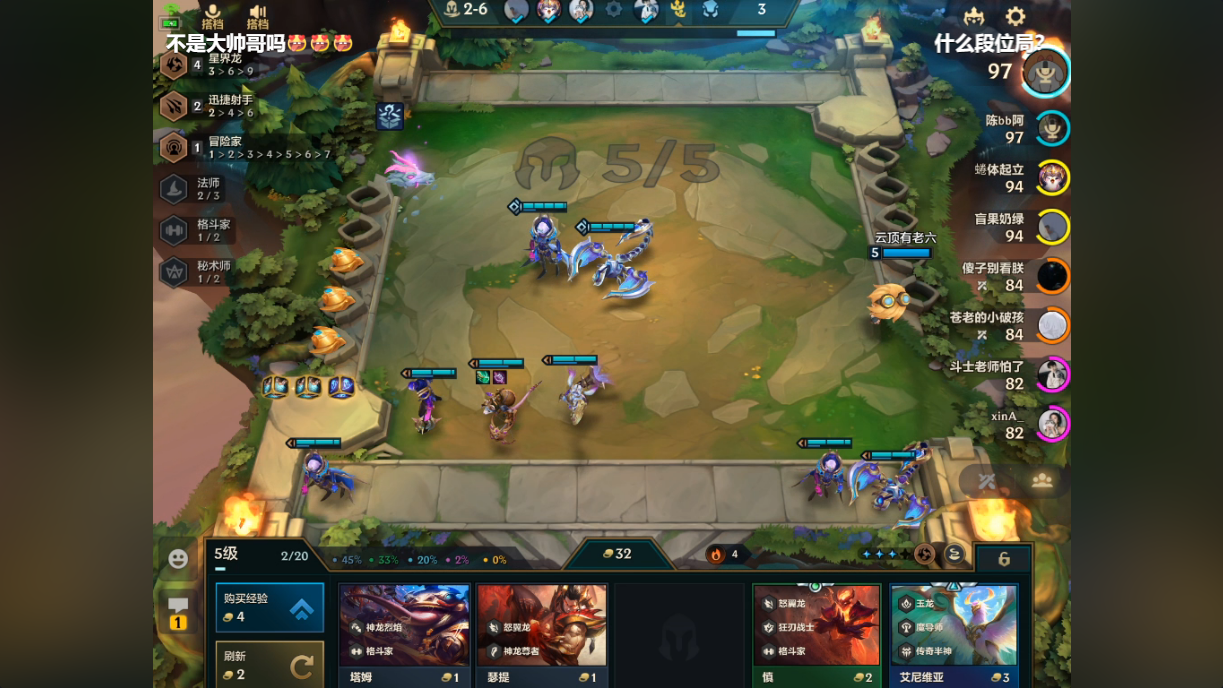 搭档
搭档
2-6
3
不是大帅哥吗
什么段位局？
4
星界龙
3 > 6 > 9
2
迅捷射手
2 > 4 > 6
1
冒险家
1 > 2 > 3 > 4 > 5 > 6 > 7
法师
2 / 3
格斗家
1 / 2
秘术师
1 / 2
5/5
97
陈bb阿
97
蜷体起立
94
盲果奶绿
94
云顶有老六
5
傻子别看朕
84
苍老的小破孩
84
斗士老师怕了
82
xinA_
82
5级
2/20
45%
33%
20%
2%
0%
32
4
6
购买经验
4
刷新
2
1
神龙烈焰
格斗家
塔姆
1
怒翼龙
神龙尊者
瑟提
1
怒翼龙
狂刃战士
格斗家
慎
2
玉龙
魔导师
传奇半神
艾尼维亚
3